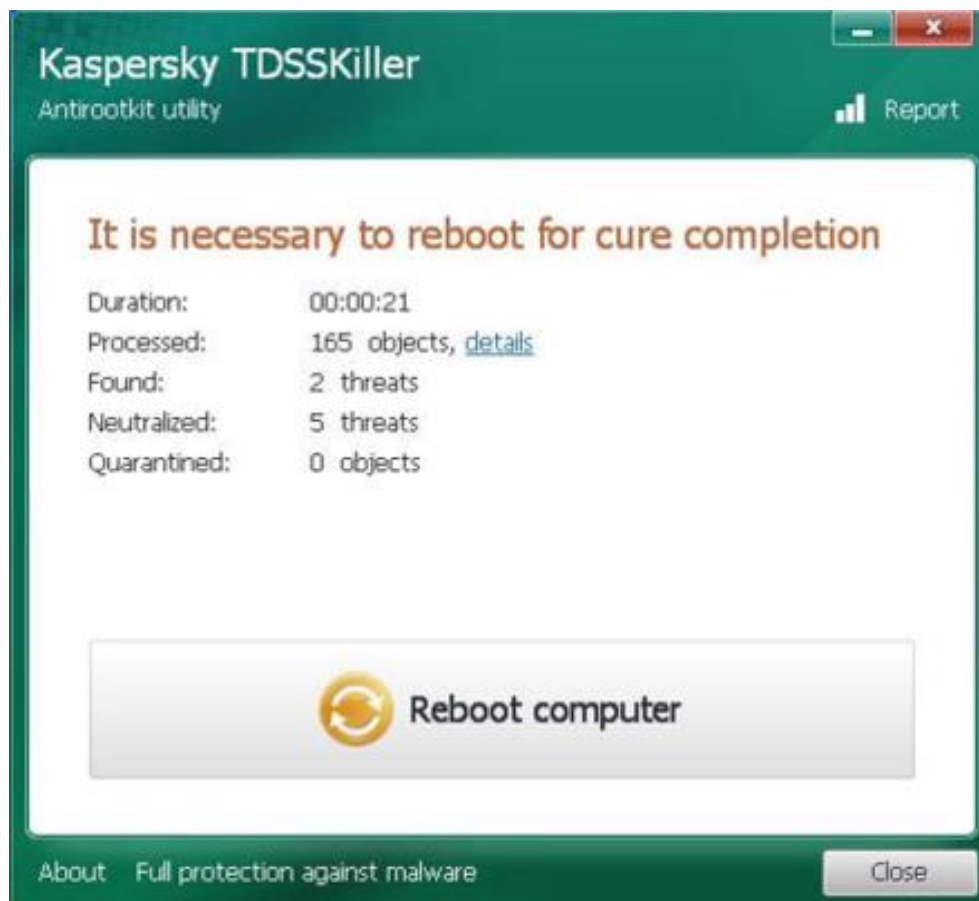 Kaspersky TDSSKiller
Antirootkit utility
Report
It is necessary to reboot for cure completion
Duration: 00:00:21
Processed: 165 objects, details
Found: 2 threats
Neutralized: 5 threats
Quarantined: 0 objects
Reboot computer
About Full protection against malware Close